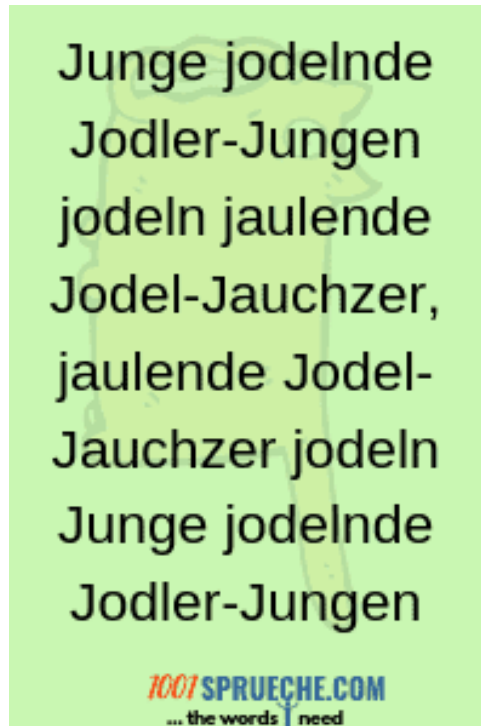 Junge jodelnde
Jodler-Jungen
jodeln jaulende
Jodel-Jauchzer,
jaulende Jodel-
Jauchzer jodeln
Junge jodelnde
Jodler-Jungen
1001 SPRUECHE.COM
... the words I need